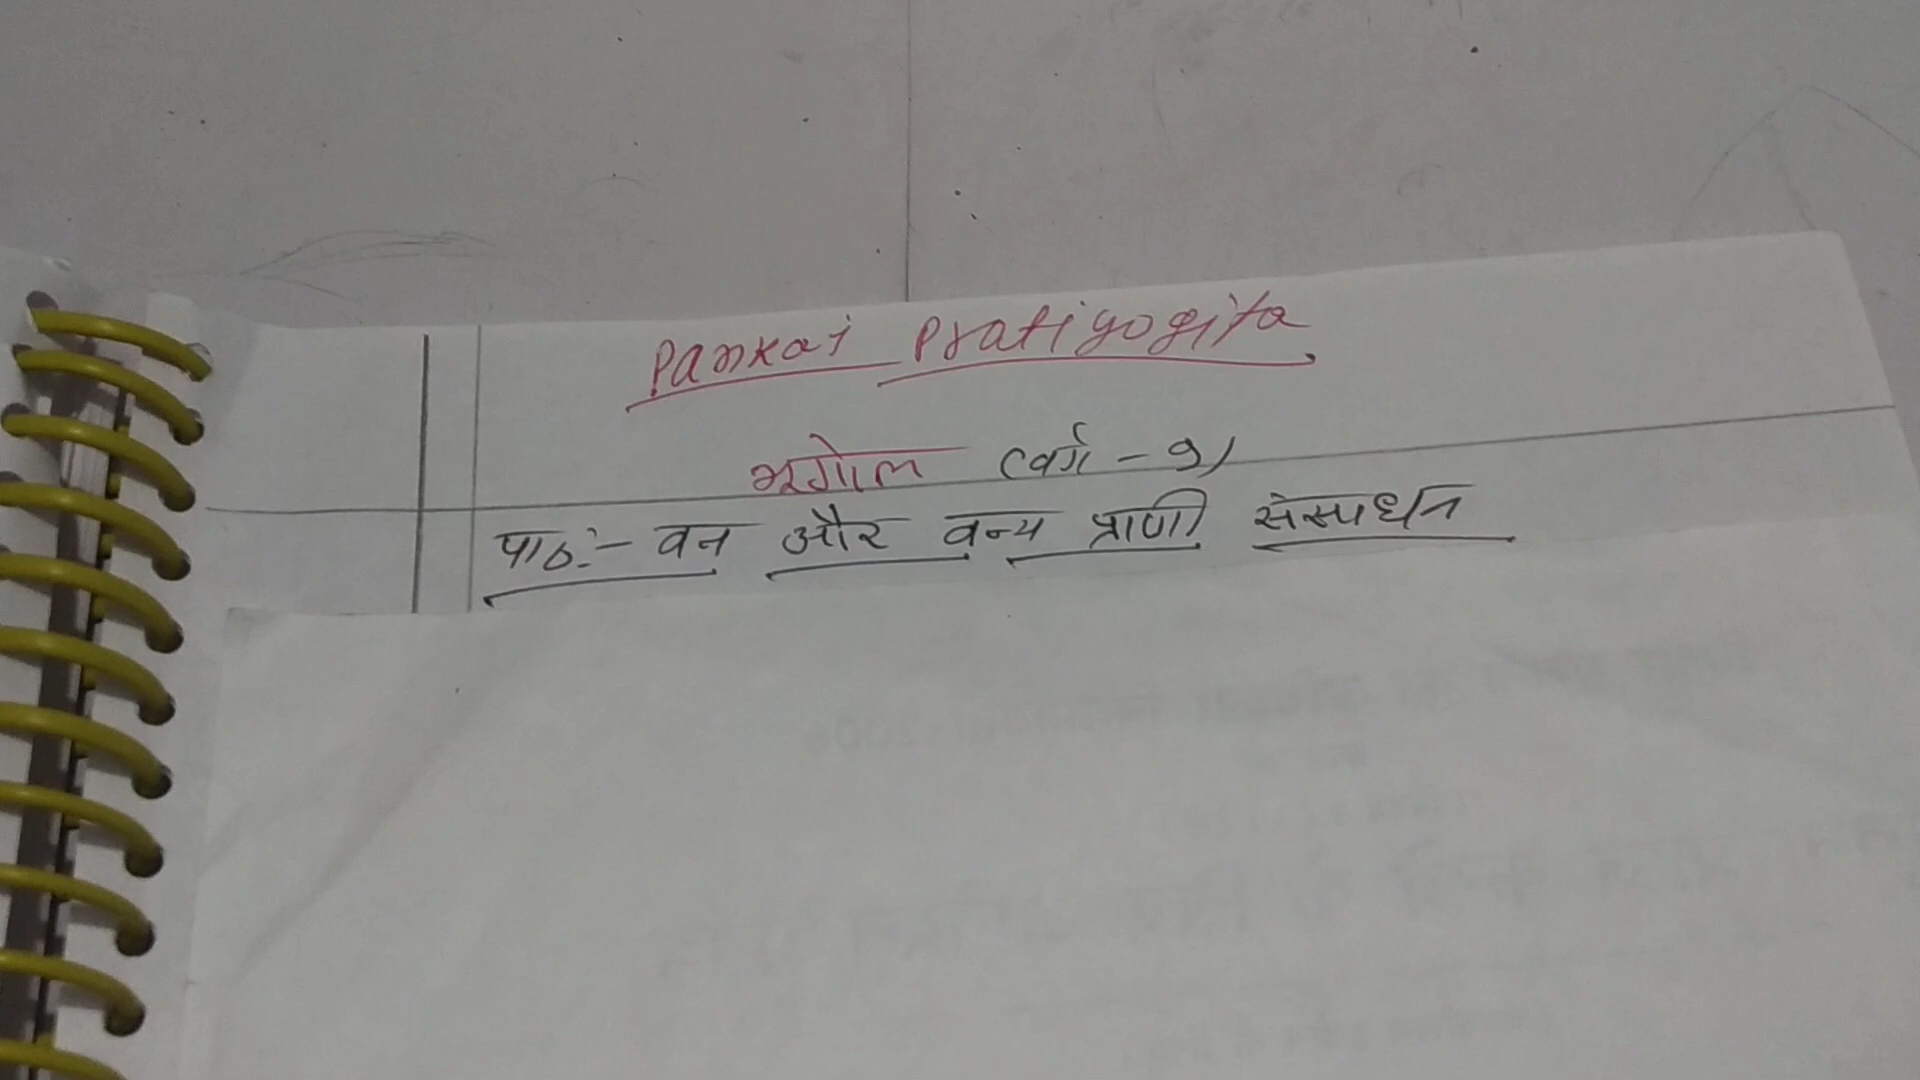 Pankaj Pratiyogita
भूगोल (वर्ग - 9)
पाठ:- वन और वन्य प्राणी संसाधन